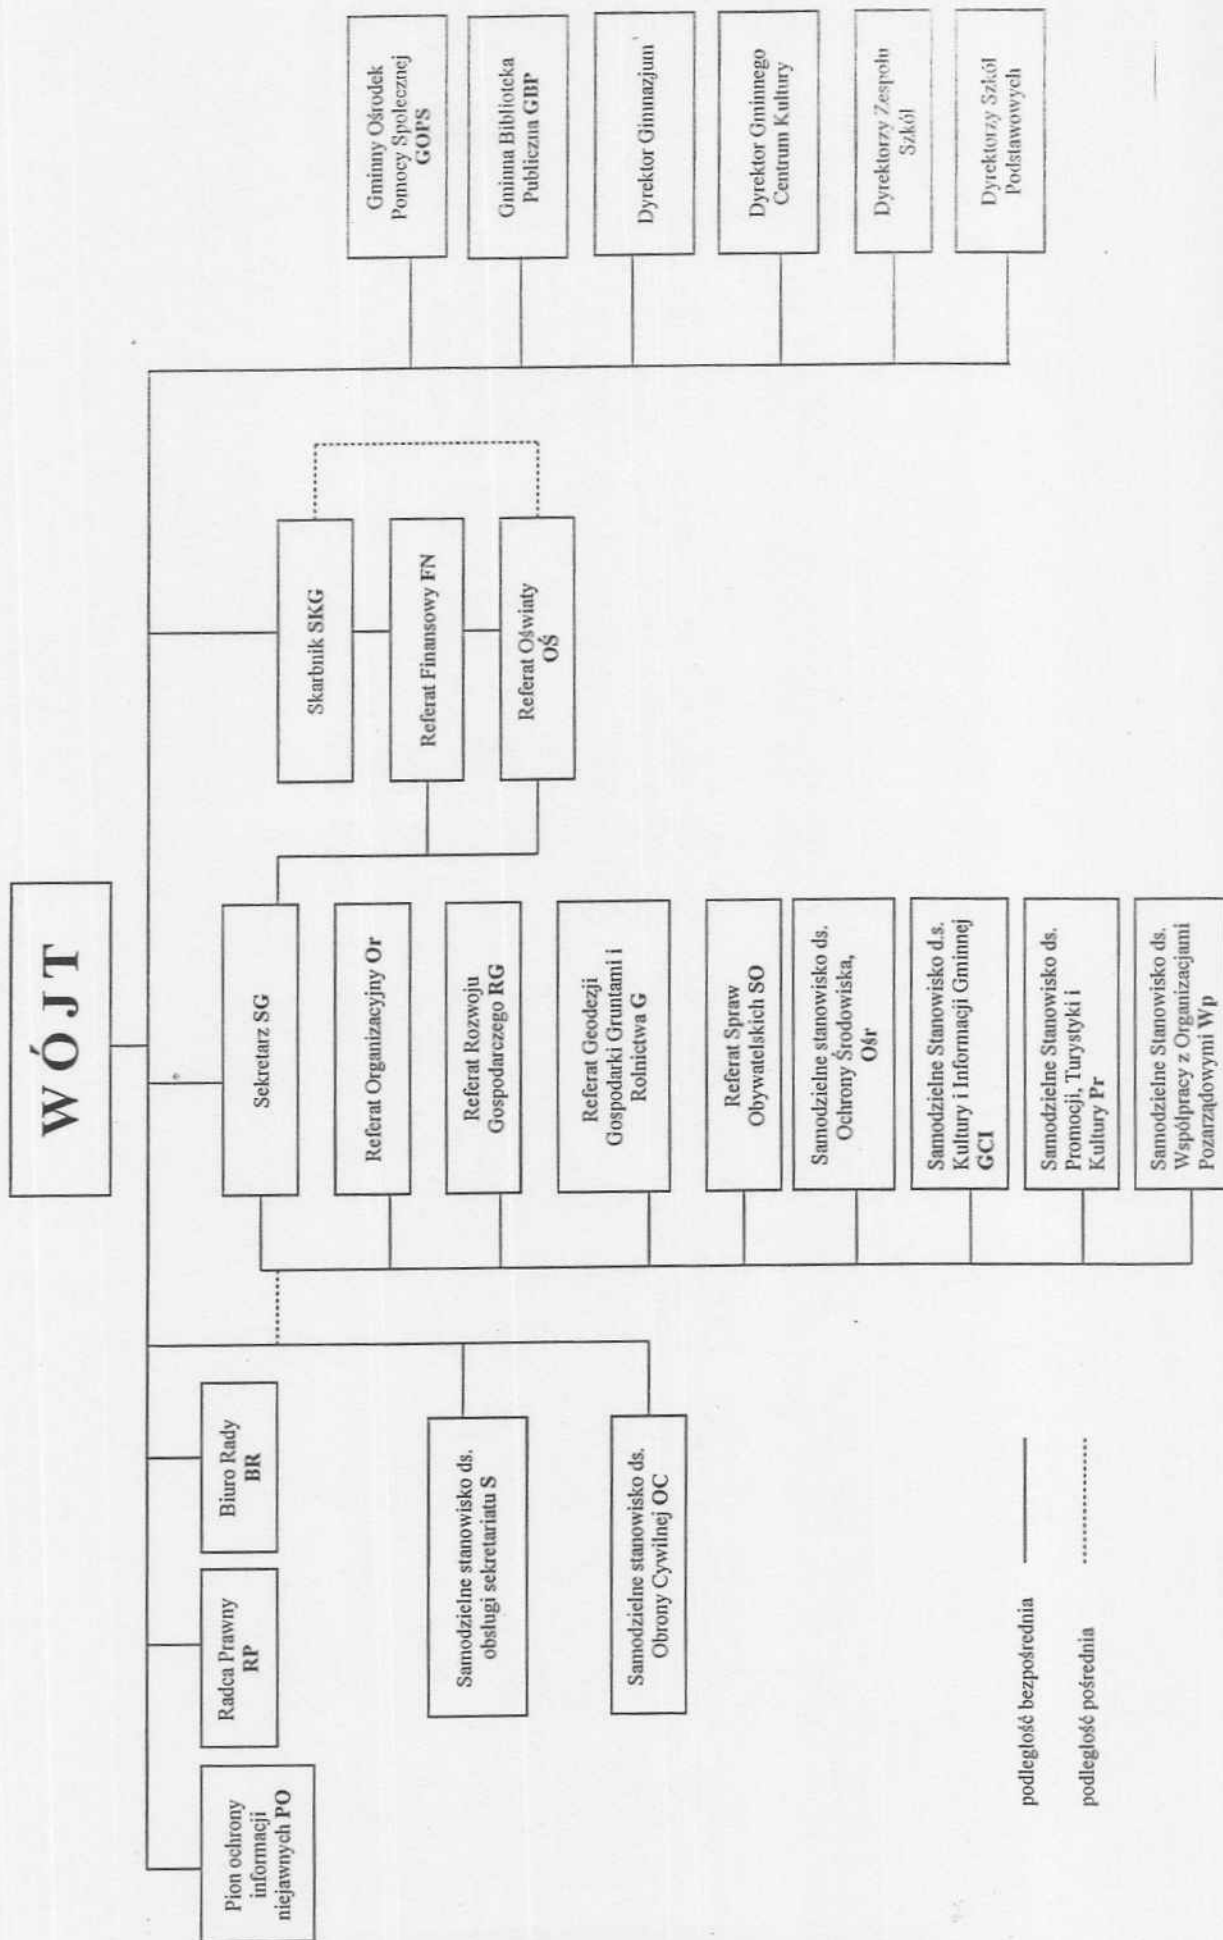 WÓJT
Pion ochrony
informacji
niejawnych PO
Radca Prawny
RP
Biuro Rady
BR
Samodzielne stanowisko ds.
obsługi sekretariatu S
Samodzielne stanowisko ds.
Obrony Cywilnej OC
Sekretarz SG
Referat Organizacyjny Or
Referat Rozwoju
Gospodarczego RG
Referat Geodezji
Gospodarki Gruntami i
Rolnictwa G
Referat Spraw
Obywatelskich SO
Samodzielne stanowisko ds.
Ochrony Środowiska,
Ośr
Samodzielne Stanowisko d.s.
Kultury i Informacji Gminnej
GCI
Samodzielne Stanowisko ds.
Promocji, Turystyki i
Kultury Pr
Samodzielne Stanowisko ds.
Współpracy z Organizacjami
Pozarządowymi Wp
Skarbnik SKG
Referat Finansowy FN
Referat Oświaty
OŚ
Gminny Ośrodek
Pomocy Społecznej
GOPS
Gminna Biblioteka
Publiczna GBP
Dyrektor Gimnazjum
Dyrektor Gminnego
Centrum Kultury
Dyrektorzy Zespołu
Szkół
Dyrektorzy Szkół
Podstawowych
podległość bezpośrednia
podległość pośrednia